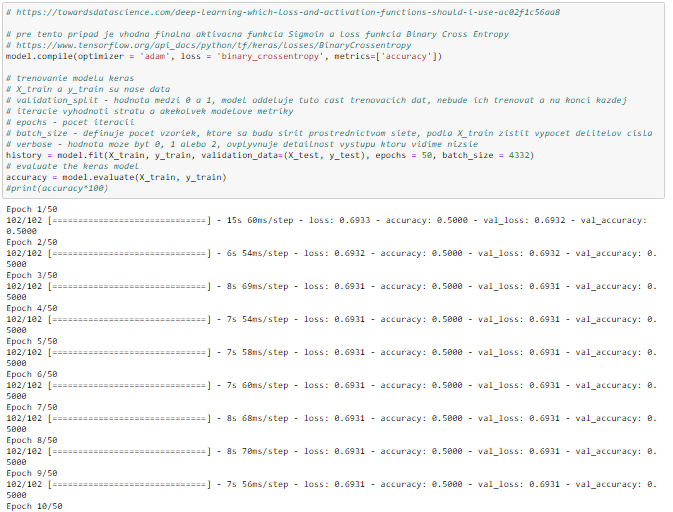 # https://towardsdatascience.com/deep-learning-which-loss-and-activation-functions-should-i-use-ac02f1c56aa8
# pre tento pripad je vhodna finalna aktivacna funkcia Sigmoin a Loss funkcia Binary Cross Entropy
# https://www.tensorflow.org/api_docs/python/tf/keras/losses/BinaryCrossentropy
model.compile(optimizer = 'adam', loss = 'binary_crossentropy', metrics=['accuracy'])
# trenovanie modelu keras
# X_train a y_train su nase data
# validation_split - hodnota medzi 0 a 1, model oddeluje tuto cast trenovacich dat, nebude ich trenovat a na konci kazdej
# iteracie vyhodnoti stratu a akekolvek modelove metriky
# epochs - pocet iteracii
# batch_size - definuje pocet vzoriek, ktore sa budu sirit prostrednictvom siete, podla X_train zistit vypocet delitelov cisla
# verbose - hodnota moze byt 0, 1 alebo 2, ovplyvnuje detailnost vystupu ktoru vidime nizsie
history = model.fit(X_train, y_train, validation_data=(X_test, y_test), epochs = 50, batch_size = 4332)
# evaluate the keras model
accuracy = model.evaluate(X_train, y_train)
#print(accuracy*100)
Epoch 1/50
102/102 [==============================] - 15s 60ms/step - loss: 0.6933 - accuracy: 0.5000 - val_loss: 0.6932 - val_accuracy:
0.5000
Epoch 2/50
102/102 [==============================] - 6s 54ms/step - loss: 0.6932 - accuracy: 0.5000 - val_loss: 0.6932 - val_accuracy: 0.
5000
Epoch 3/50
102/102 [==============================] - 8s 69ms/step - loss: 0.6931 - accuracy: 0.5000 - val_loss: 0.6931 - val_accuracy: 0.
5000
Epoch 4/50
102/102 [==============================] - 7s 54ms/step - loss: 0.6931 - accuracy: 0.5000 - val_loss: 0.6931 - val_accuracy: 0.
5000
Epoch 5/50
102/102 [==============================] - 7s 58ms/step - loss: 0.6931 - accuracy: 0.5000 - val_loss: 0.6931 - val_accuracy: 0.
5000
Epoch 6/50
102/102 [==============================] - 7s 60ms/step - loss: 0.6931 - accuracy: 0.5000 - val_loss: 0.6931 - val_accuracy: 0.
5000
Epoch 7/50
102/102 [==============================] - 8s 68ms/step - loss: 0.6931 - accuracy: 0.5000 - val_loss: 0.6931 - val_accuracy: 0.
5000
Epoch 8/50
102/102 [==============================] - 8s 70ms/step - loss: 0.6931 - accuracy: 0.5000 - val_loss: 0.6931 - val_accuracy: 0.
5000
Epoch 9/50
102/102 [==============================] - 7s 56ms/step - loss: 0.6931 - accuracy: 0.5000 - val_loss: 0.6931 - val_accuracy: 0.
5000
Epoch 10/50